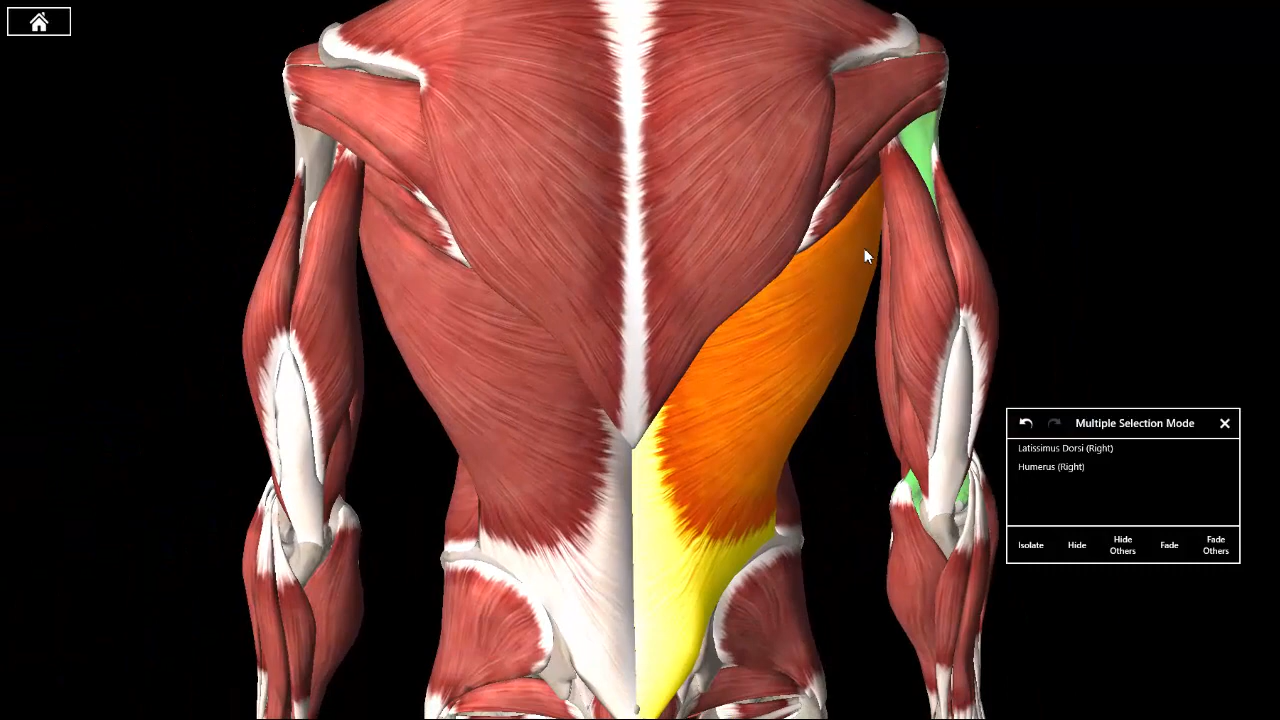 Multiple Selection Mode
Latissimus Dorsi (Right)
Humerus (Right)
Isolate
Hide
Hide
Others
Fade
Fade
Others